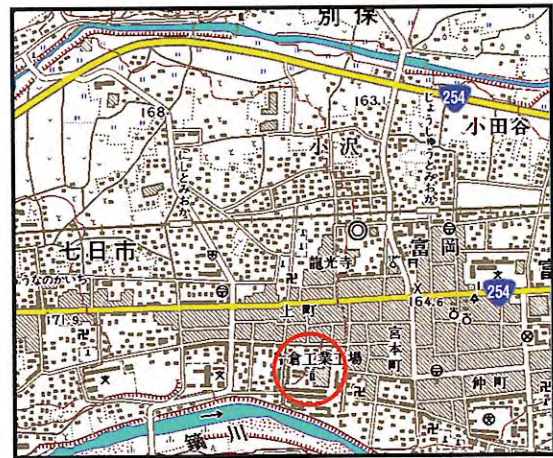 別保
254
163.1
168
小沢
小田谷
じょうしゅうとみおか
にしとみおか
七日市
龍光寺
富岡
254
上町
164.6
171.9
宮本町
倉工業工場
仲町
鏑川